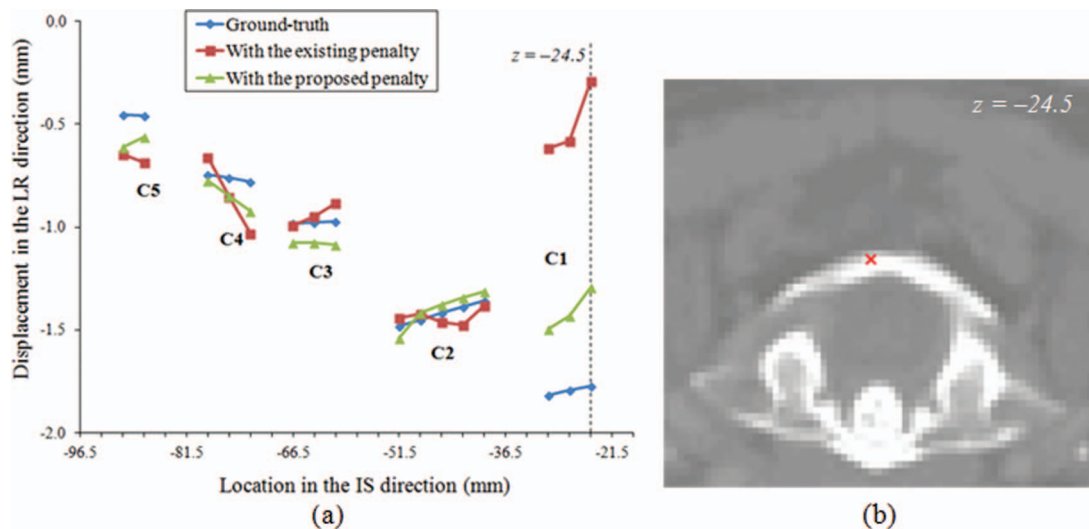 0.0
-0.5
-1.0
-1.5
-2.0
Displacement in the LR direction (mm)
Ground-truth
With the existing penalty
With the proposed penalty
z = –24.5
C5
C4
C3
C2
C1
-96.5 -81.5 -66.5 -51.5 -36.5 -21.5
Location in the IS direction (mm)
(a)
z = –24.5
(b)